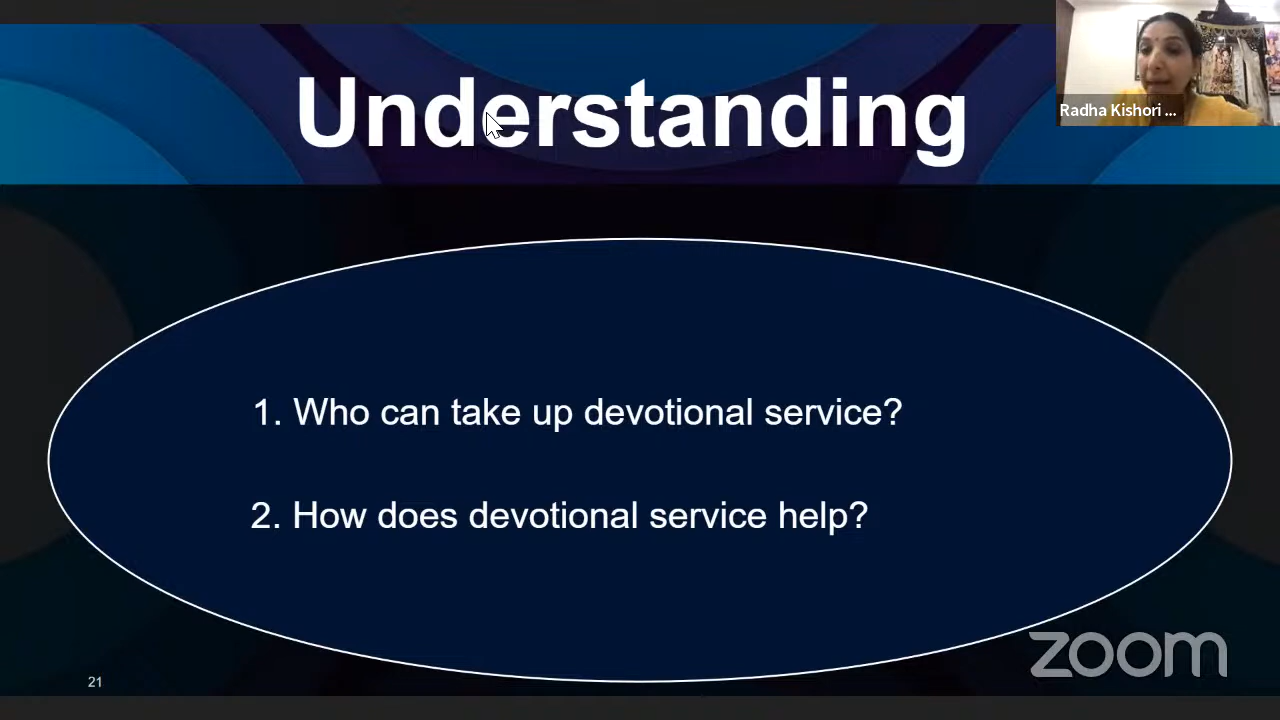 Understanding
Radha Kishori ...
1. Who can take up devotional service?
2. How does devotional service help?
zoom
21